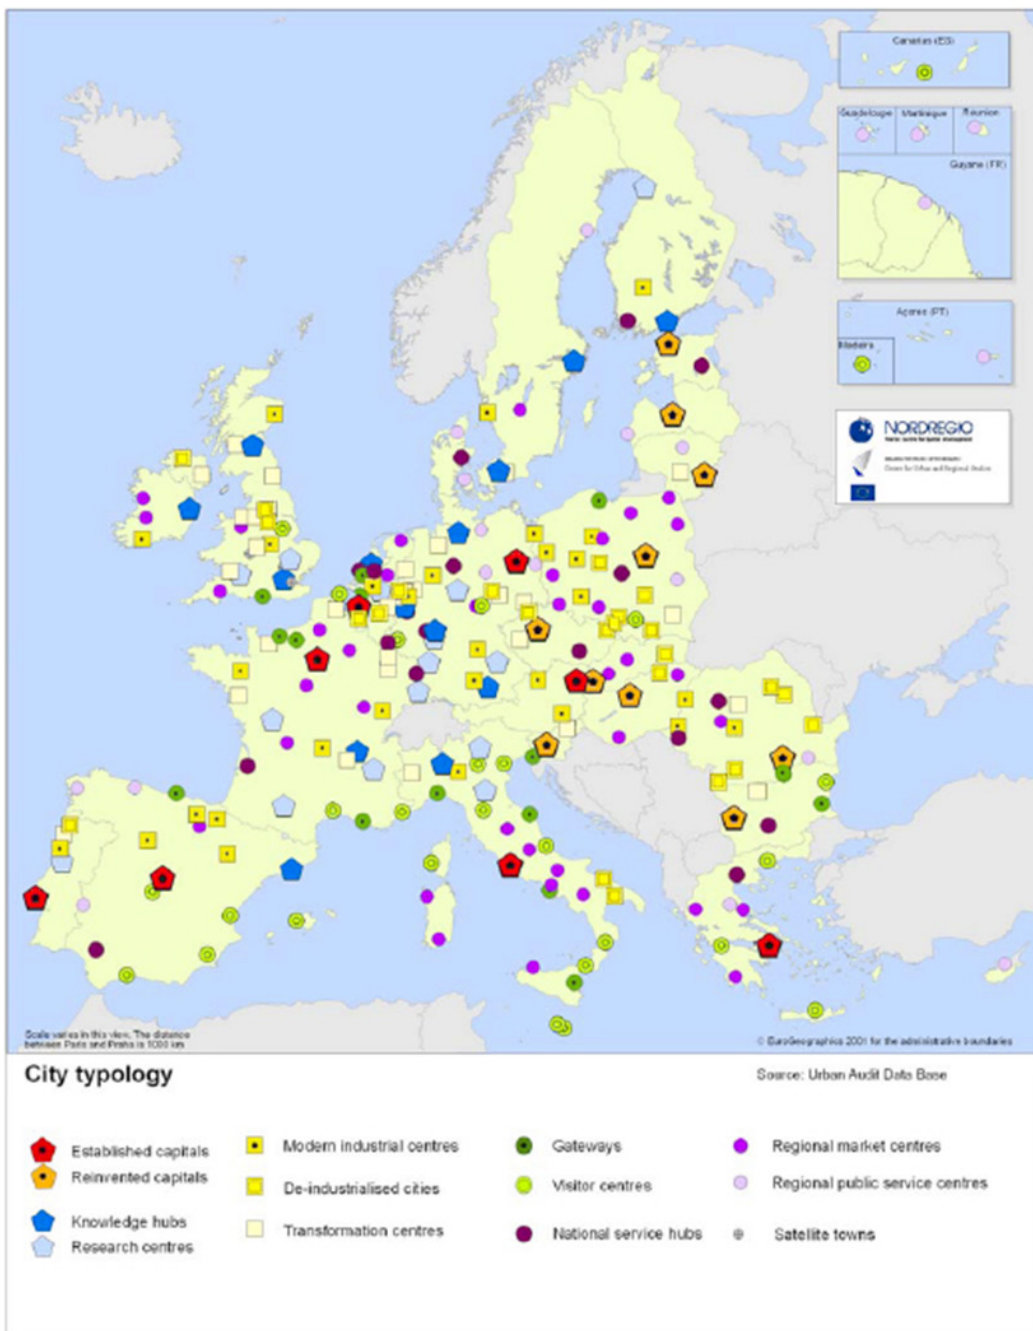 Canarias (ES)
Guadeloupe Martinique Réunion
Guyane (FR)
Açores (PT)
Madeira
NORDREGIO
Scale varies in this view. The distance
between Paris and Praha is 1000 km
© EuroGeographics 2001 for the administrative boundaries
City typology
Source: Urban Audit Data Base
Established capitals
Reinvented capitals
Knowledge hubs
Research centres
Modern industrial centres
De-industrialised cities
Transformation centres
Gateways
Visitor centres
National service hubs
Regional market centres
Regional public service centres
Satellite towns